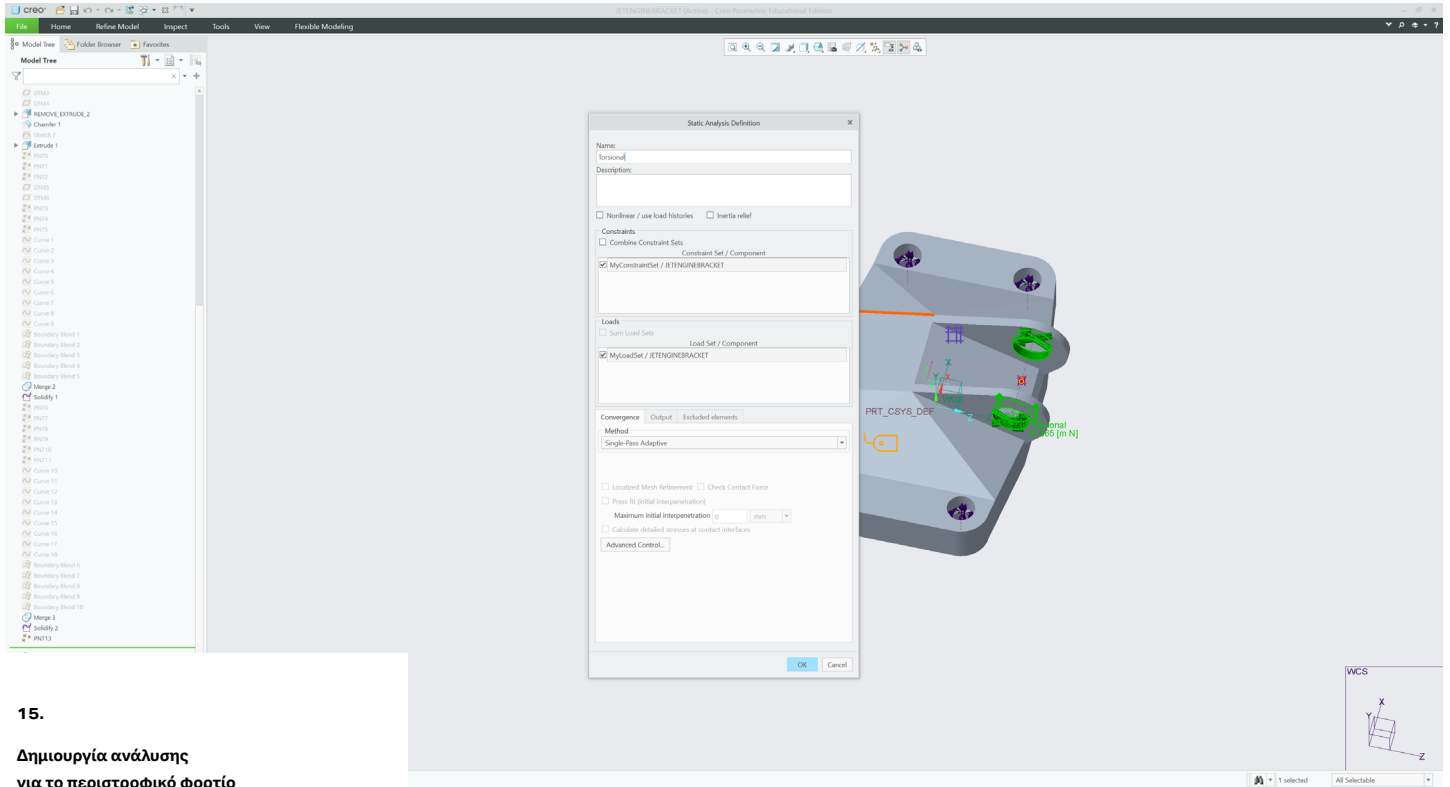 creo
JETENGINEBRACKET (Active) - Creo Parametric Educational Edition
File Home Refine Model Inspect Tools View Flexible Modeling
Model Tree Folder Browser Favorites
Model Tree
DTM3
DTM4
REMOVE_EXTRUDE_2
Chamfer 1
Sketch 7
Extrude 1
PNT0
PNT1
PNT2
DTM5
DTM6
PNT3
PNT4
PNT5
Curve 1
Curve 2
Curve 3
Curve 4
Curve 5
Curve 6
Curve 7
Curve 8
Curve 9
Boundary Blend 1
Boundary Blend 2
Boundary Blend 3
Boundary Blend 4
Boundary Blend 5
Merge 2
Solidify 1
PNT6
PNT7
PNT8
PNT9
PNT10
PNT11
Curve 10
Curve 11
Curve 12
Curve 13
Curve 14
Curve 15
Curve 16
Curve 17
Curve 18
Boundary Blend 6
Boundary Blend 7
Boundary Blend 8
Boundary Blend 9
Boundary Blend 10
Merge 3
Solidify 2
PNT13
Static Analysis Definition
Name:
Torsional
Description:
Nonlinear / use load histories Inertia relief
Constraints
Combine Constraint Sets
Constraint Set / Component
MyConstraintSet / JETENGINEBRACKET
Loads
Sum Load Sets
Load Set / Component
MyLoadSet / JETENGINEBRACKET
Convergence Output Excluded elements
Method
Single-Pass Adaptive
Localized Mesh Refinement Check Contact Force
Press fit (initial interpenetration)
Maximum initial interpenetration 0 mm
Calculate detailed stresses at contact interfaces
Advanced Control...
OK Cancel
PRT_CSYS_DEF
X
Y
Z
[m N]
WCS
X
Y
Z
15.
Δημιουργία ανάλυσης
για το περιστροφικό φορτίο
1 selected All Selectable